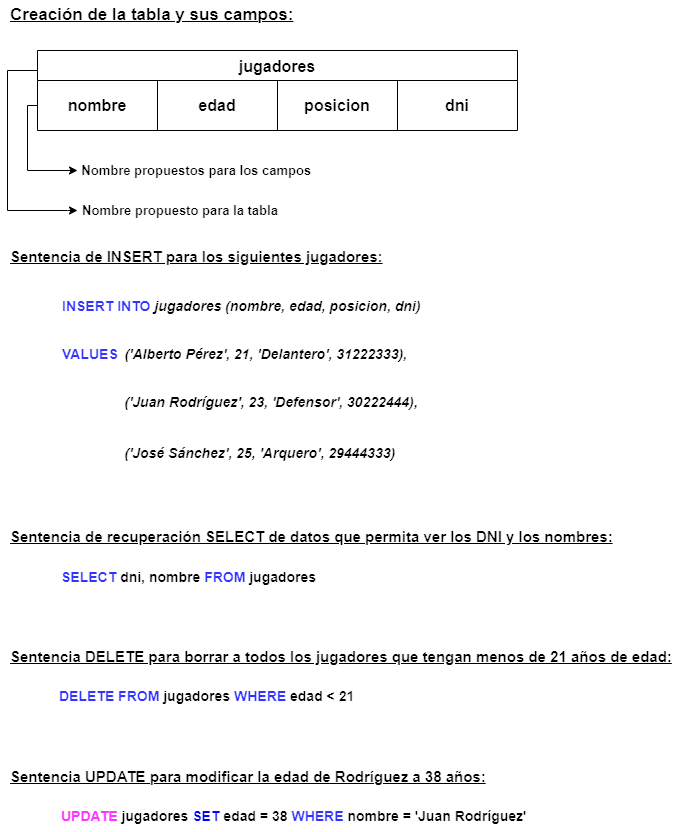 Creación de la tabla y sus campos:
jugadores
nombre edad posicion dni
Nombre propuestos para los campos
Nombre propuesto para la tabla
Sentencia de INSERT para los siguientes jugadores:
INSERT INTO jugadores (nombre, edad, posicion, dni)
VALUES ('Alberto Pérez', 21, 'Delantero', 31222333),
('Juan Rodríguez', 23, 'Defensor', 30222444),
('José Sánchez', 25, 'Arquero', 29444333)
Sentencia de recuperación SELECT de datos que permita ver los DNI y los nombres:
SELECT dni, nombre FROM jugadores
Sentencia DELETE para borrar a todos los jugadores que tengan menos de 21 años de edad:
DELETE FROM jugadores WHERE edad < 21
Sentencia UPDATE para modificar la edad de Rodríguez a 38 años:
UPDATE jugadores SET edad = 38 WHERE nombre = 'Juan Rodríguez'